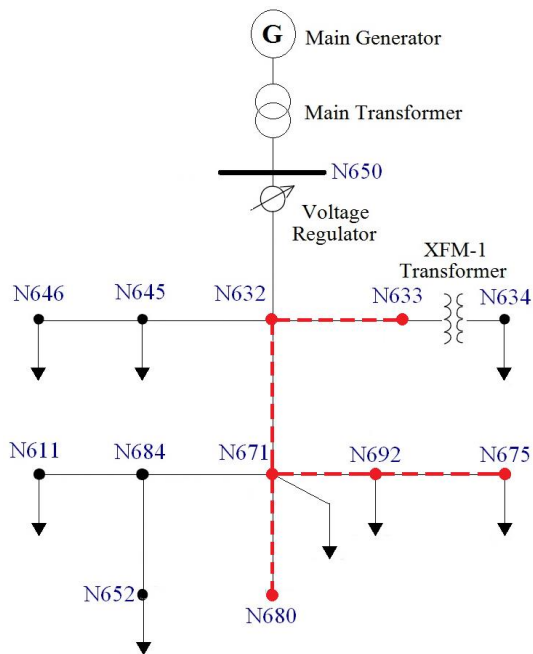 G Main Generator
Main Transformer
N650
Voltage
Regulator
XFM-1
Transformer
N646 N645 N632 N633 N634
N611 N684 N671 N692 N675
N652 N680